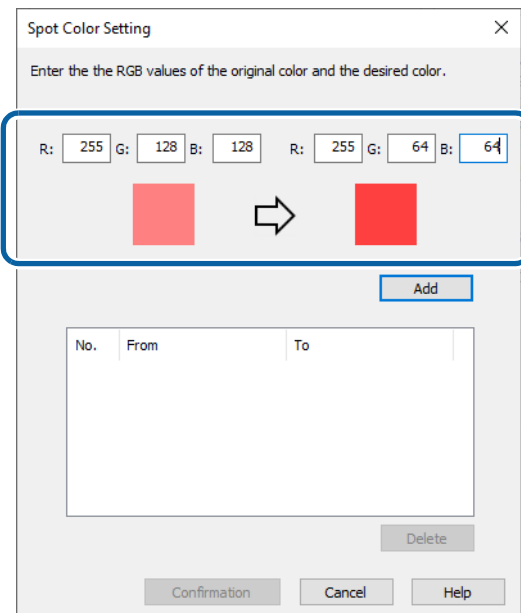 Spot Color Setting
Enter the the RGB values of the original color and the desired color.
R: 255 G: 128 B: 128 R: 255 G: 64 B: 64
Add
No. From To
Delete
Confirmation Cancel Help